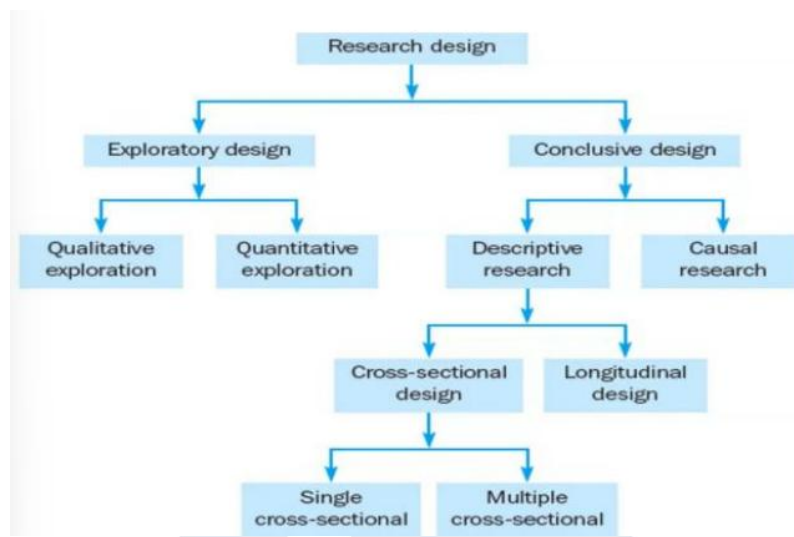 Research design
Exploratory design
Conclusive design
Qualitative
exploration
Quantitative
exploration
Descriptive
research
Causal
research
Cross-sectional
design
Longitudinal
design
Single
cross-sectional
Multiple
cross-sectional